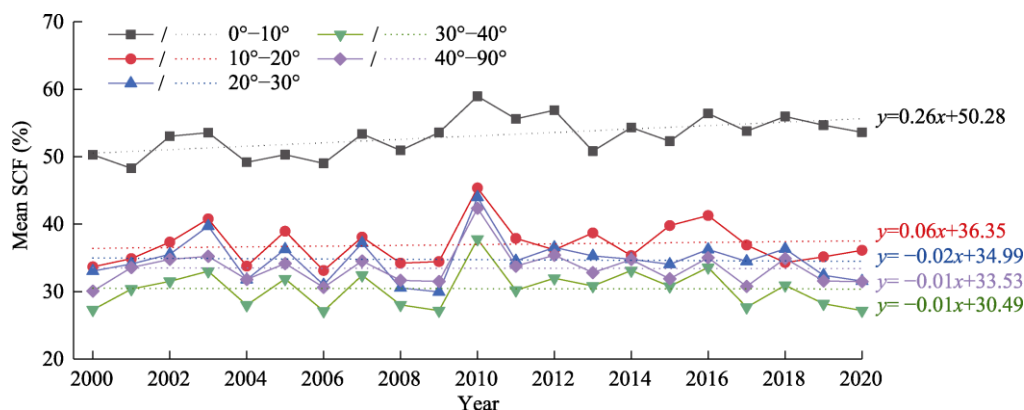 70
60
50
40
30
20
Mean SCF (%)
/ 0°−10°
/ 10°−20°
/ 20°−30°
/ 30°−40°
/ 40°−90°
y=0.26x+50.28
y=0.06x+36.35
y= −0.02x+34.99
y= −0.01x+33.53
y= −0.01x+30.49
2000 2002 2004 2006 2008 2010 2012 2014 2016 2018 2020
Year